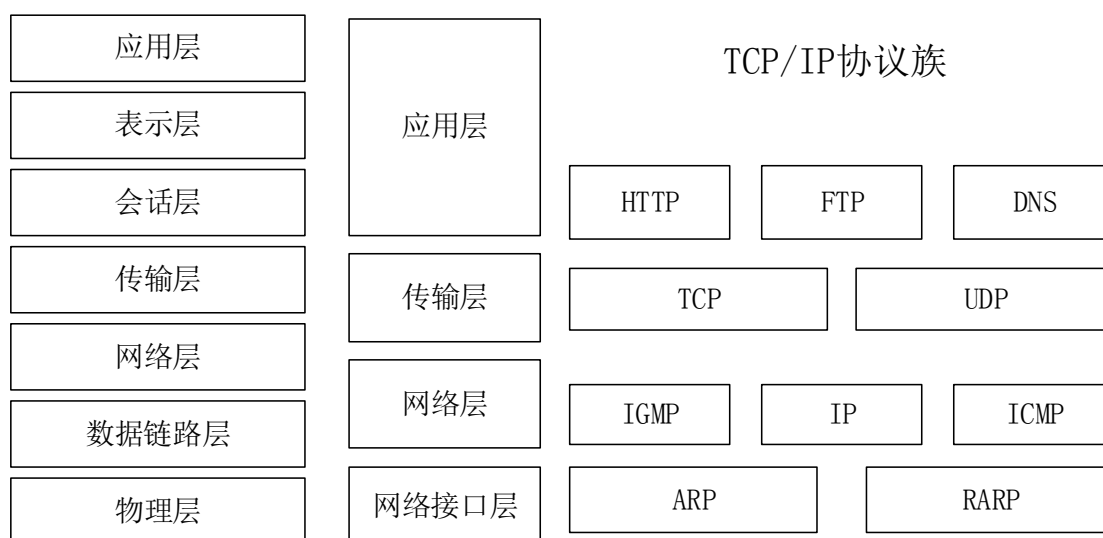 应用层
表示层
会话层
传输层
网络层
数据链路层
物理层
应用层
传输层
网络层
网络接口层
TCP/IP协议族
HTTP FTP DNS
TCP UDP
IGMP IP ICMP
ARP RARP